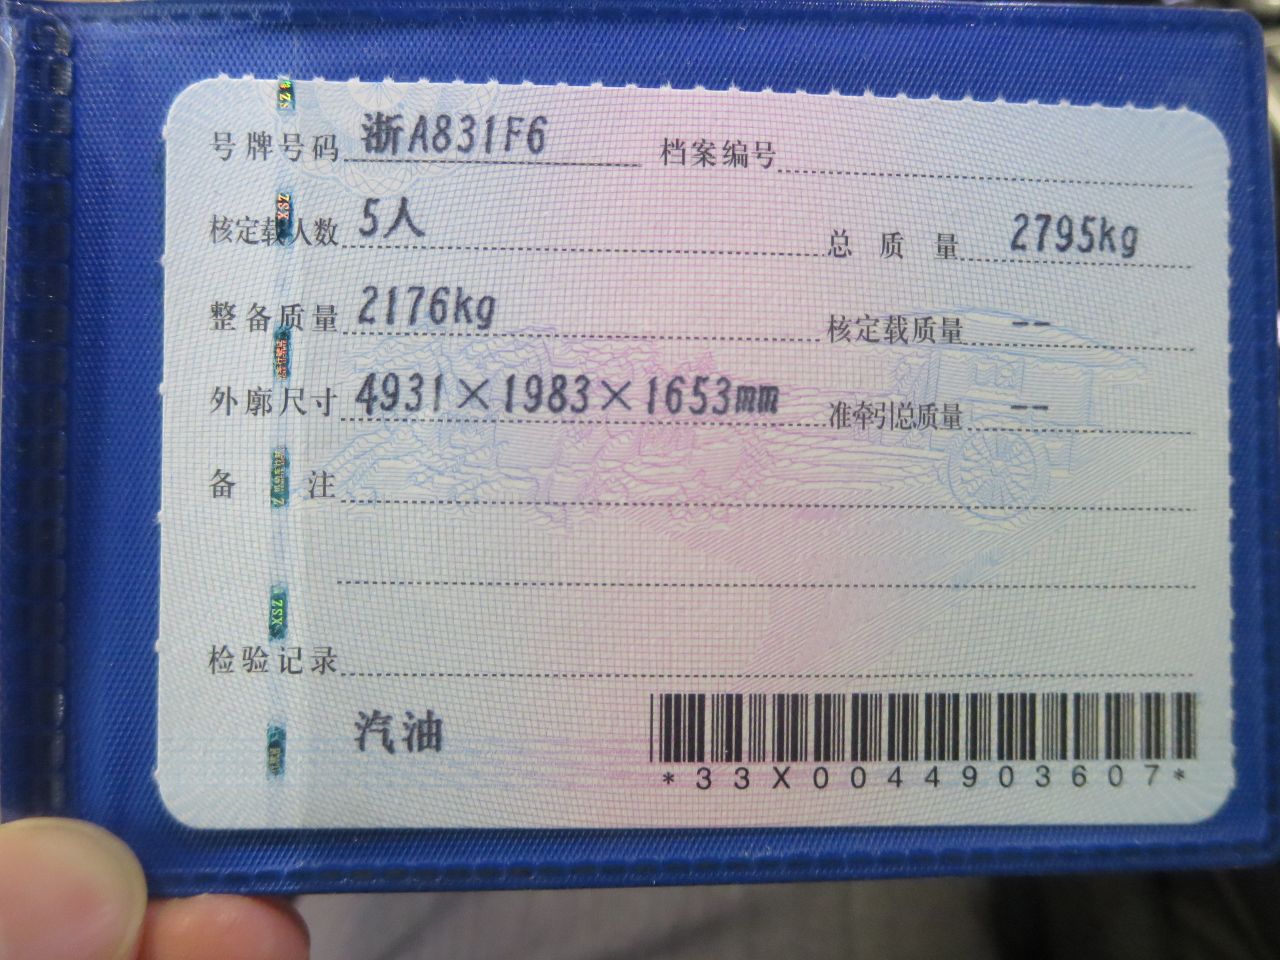 号牌号码 浙A831F6 档案编号
核定载人数 5人 总质量 2795kg
整备质量 2176kg 核定载质量 --
外廓尺寸 4931×1983×1653mm 准牵引总质量 --
备注
检验记录
汽油
*33X0044903607*
XSZ
XSZ